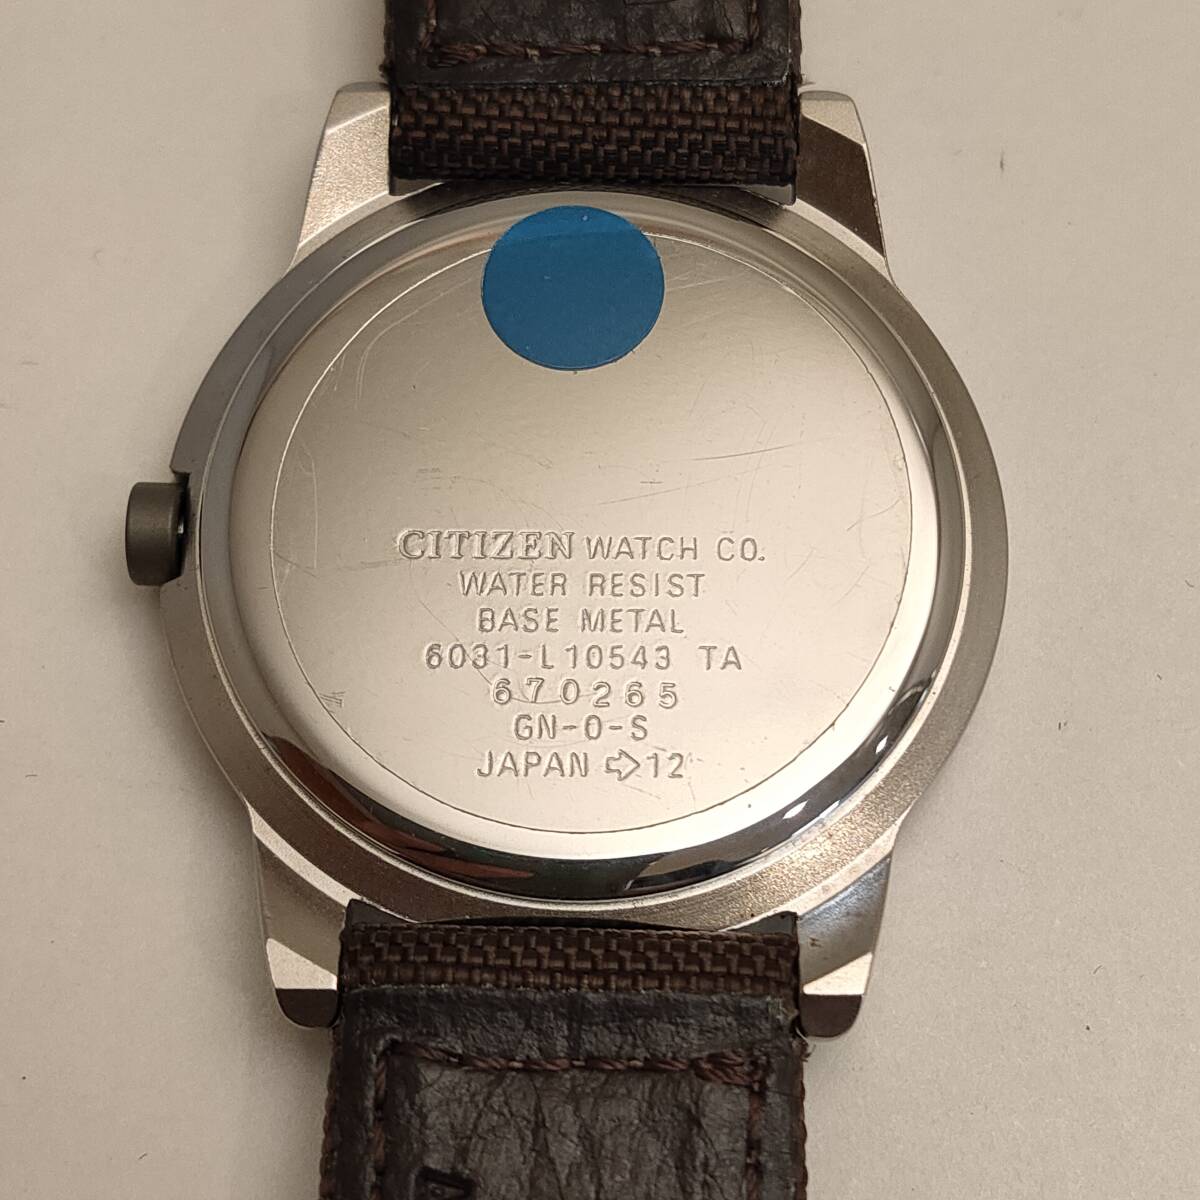 CITIZEN WATCH CO.
WATER RESIST
BASE METAL
6031-L10543 TA
670265
GN-0-S
JAPAN ➪12